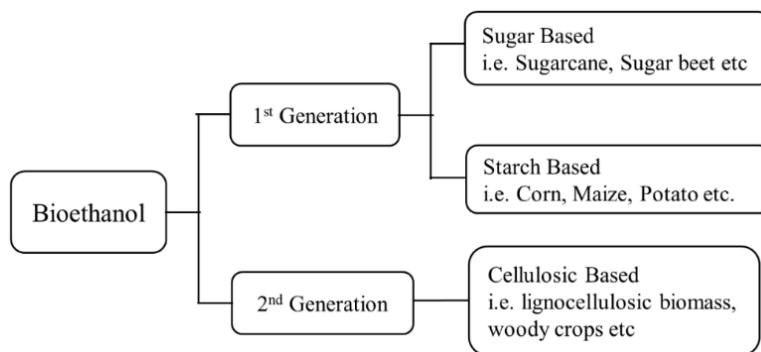 Bioethanol
1st Generation
Sugar Based
i.e. Sugarcane, Sugar beet etc
Starch Based
i.e. Corn, Maize, Potato etc.
2nd Generation
Cellulosic Based
i.e. lignocellulosic biomass,
woody crops etc